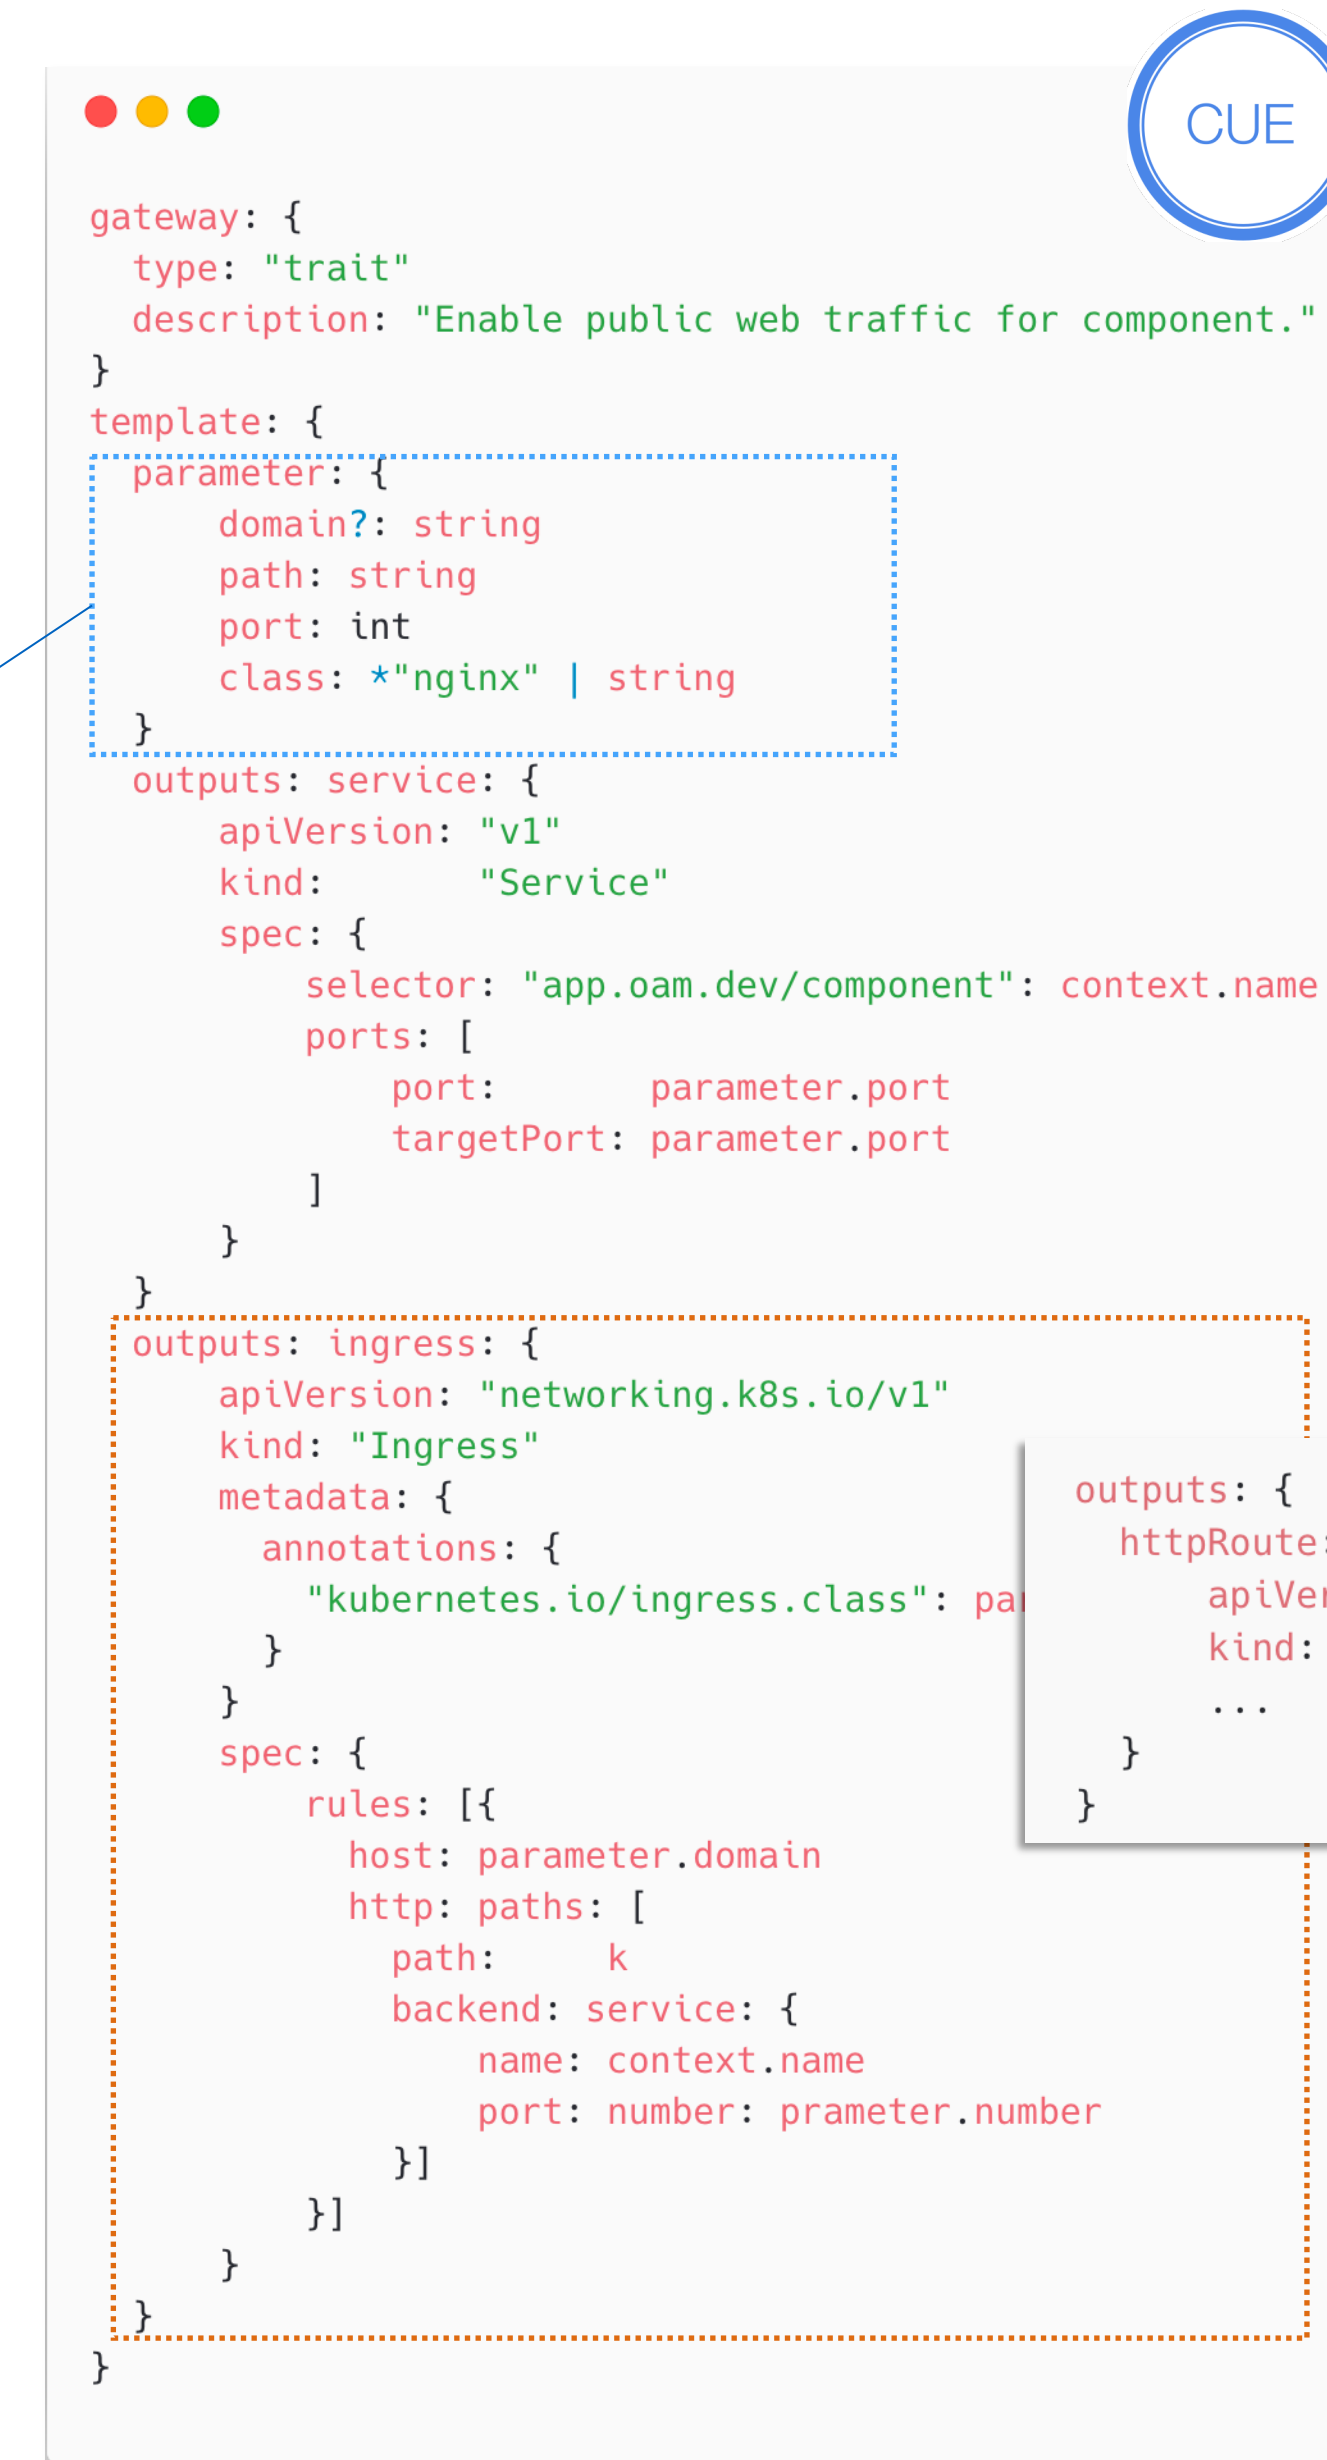 CUE
gateway: {
  type: "trait"
  description: "Enable public web traffic for component."
}
template: {
  parameter: {
      domain?: string
      path: string
      port: int
      class: *"nginx" | string
  }
  outputs: service: {
      apiVersion: "v1"
      kind:       "Service"
      spec: {
          selector: "app.oam.dev/component": context.name
          ports: [
              port:       parameter.port
              targetPort: parameter.port
          ]
      }
  }
  outputs: ingress: {
      apiVersion: "networking.k8s.io/v1"
      kind: "Ingress"
      metadata: {
        annotations: {
          "kubernetes.io/ingress.class":
        }
      }
      spec: {
          rules: [{
            host: parameter.domain
            http: paths: [
              path:     k
              backend: service: {
                  name: context.name
                  port: number: prameter.number
              }]
          }]
      }
  }
}
outputs: {
  httpRoute:
      kind:
      ...
  }
}